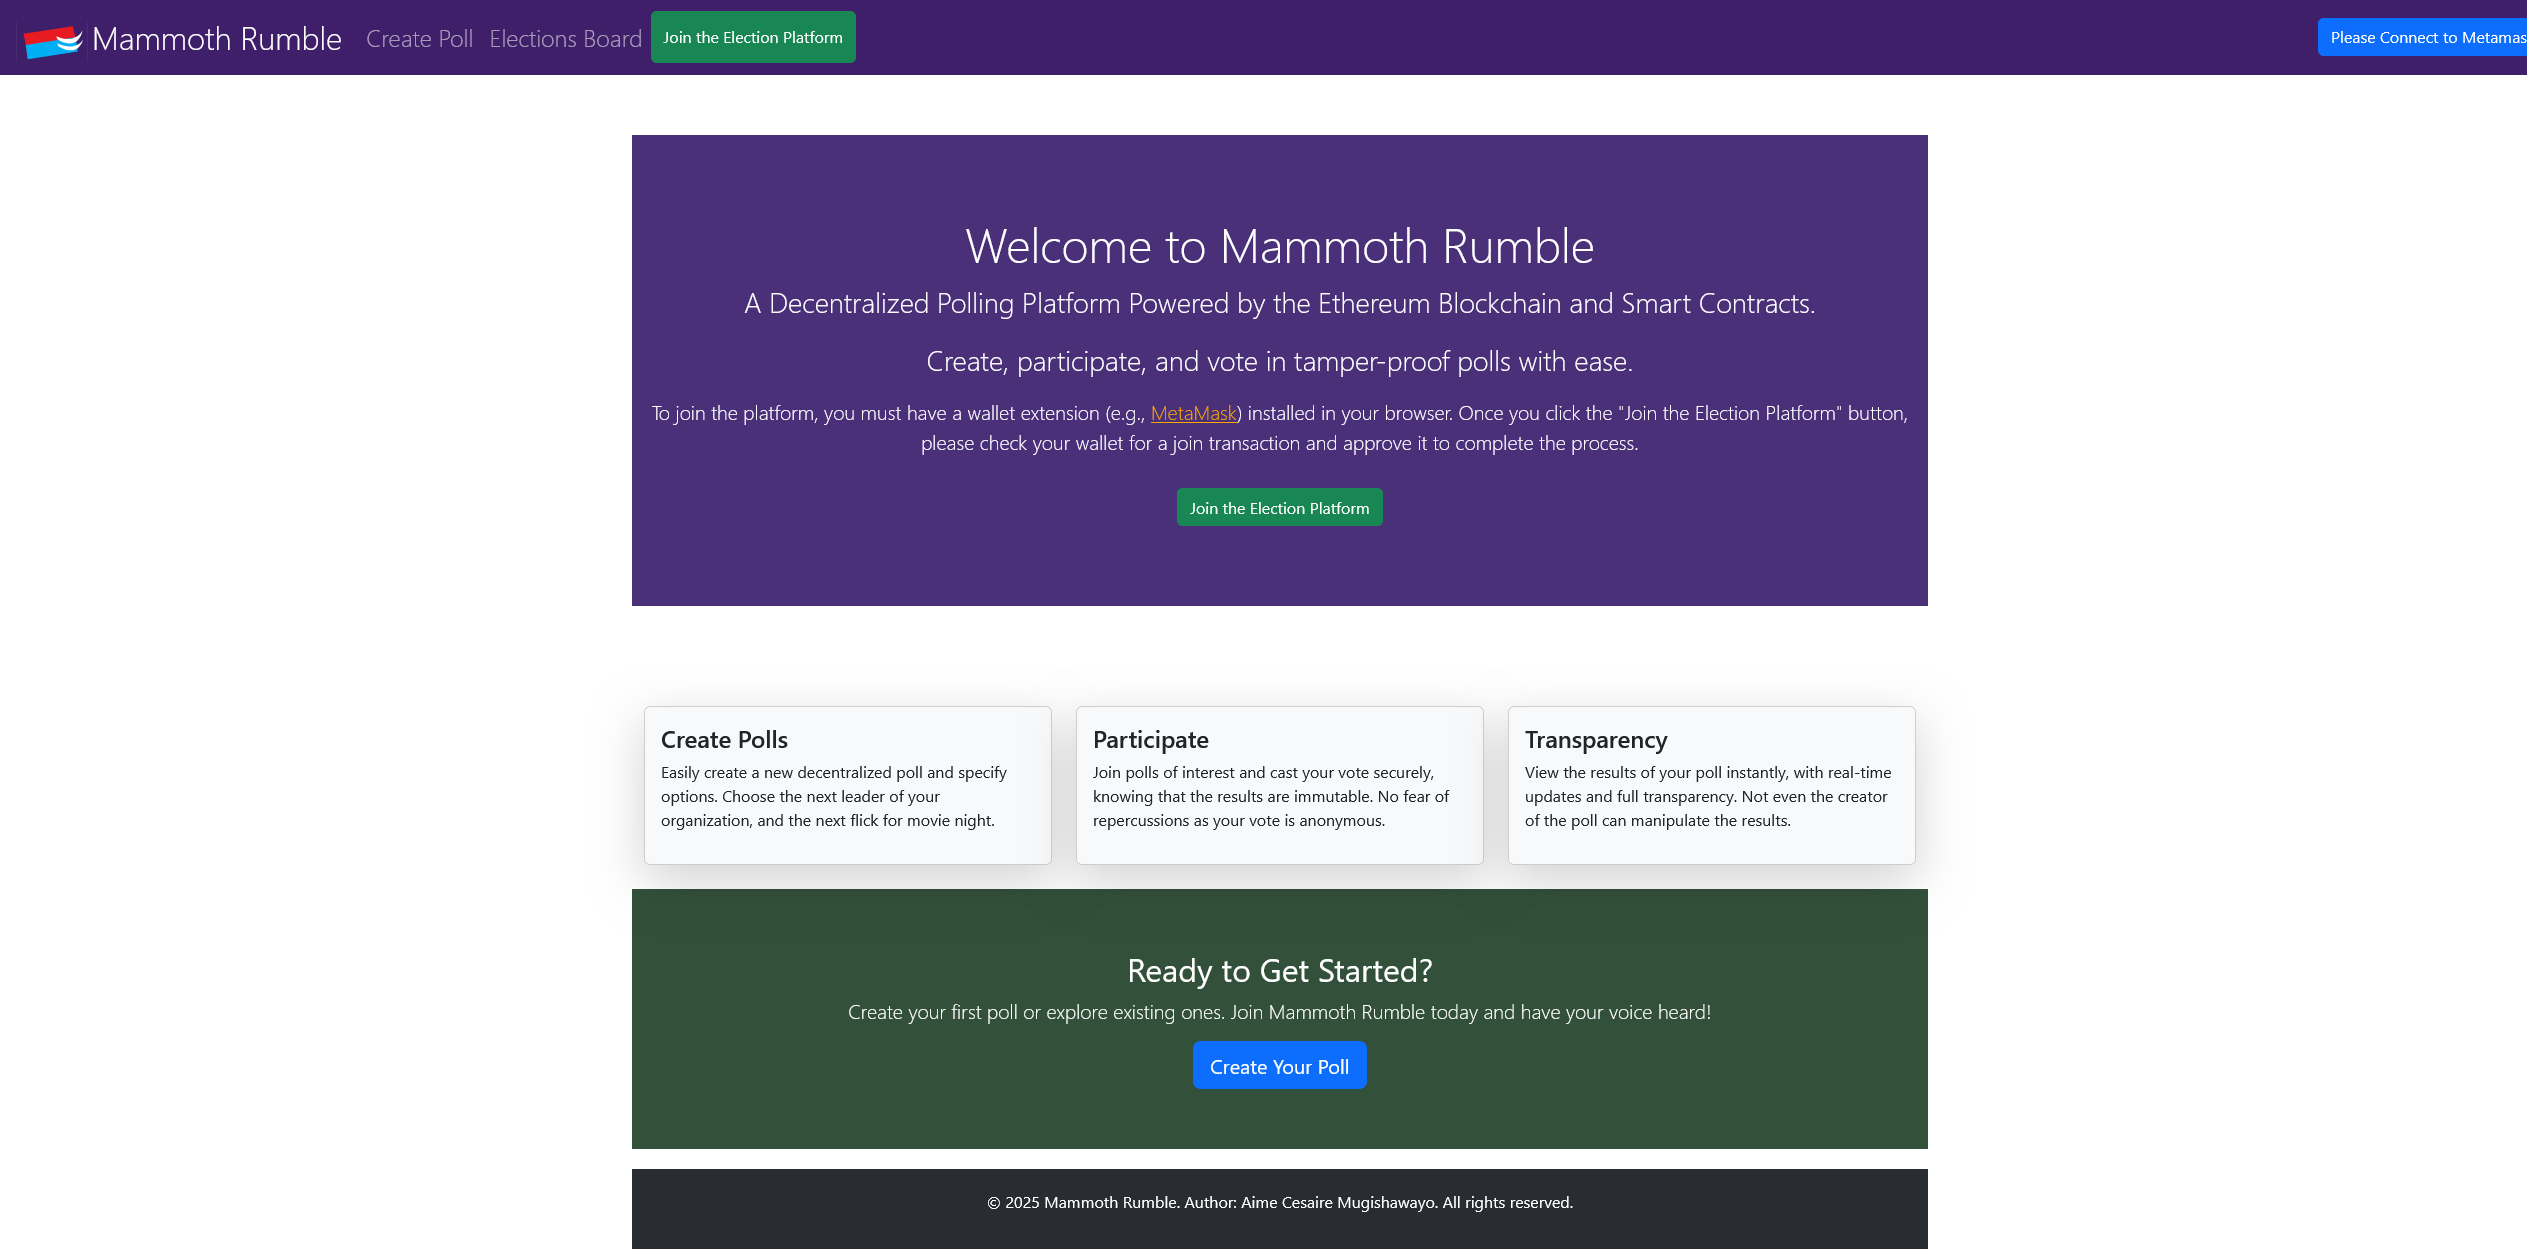 Mammoth Rumble
Create Poll
Elections Board
Join the Election Platform
Please Connect to Metamas
Welcome to Mammoth Rumble
A Decentralized Polling Platform Powered by the Ethereum Blockchain and Smart Contracts.
Create, participate, and vote in tamper-proof polls with ease.
To join the platform, you must have a wallet extension (e.g., MetaMask) installed in your browser. Once you click the "Join the Election Platform" button,
please check your wallet for a join transaction and approve it to complete the process.
Join the Election Platform
Create Polls
Easily create a new decentralized poll and specify
options. Choose the next leader of your
organization, and the next flick for movie night.
Participate
Join polls of interest and cast your vote securely,
knowing that the results are immutable. No fear of
repercussions as your vote is anonymous.
Transparency
View the results of your poll instantly, with real-time
updates and full transparency. Not even the creator
of the poll can manipulate the results.
Ready to Get Started?
Create your first poll or explore existing ones. Join Mammoth Rumble today and have your voice heard!
Create Your Poll
© 2025 Mammoth Rumble. Author: Aime Cesaire Mugishawayo. All rights reserved.